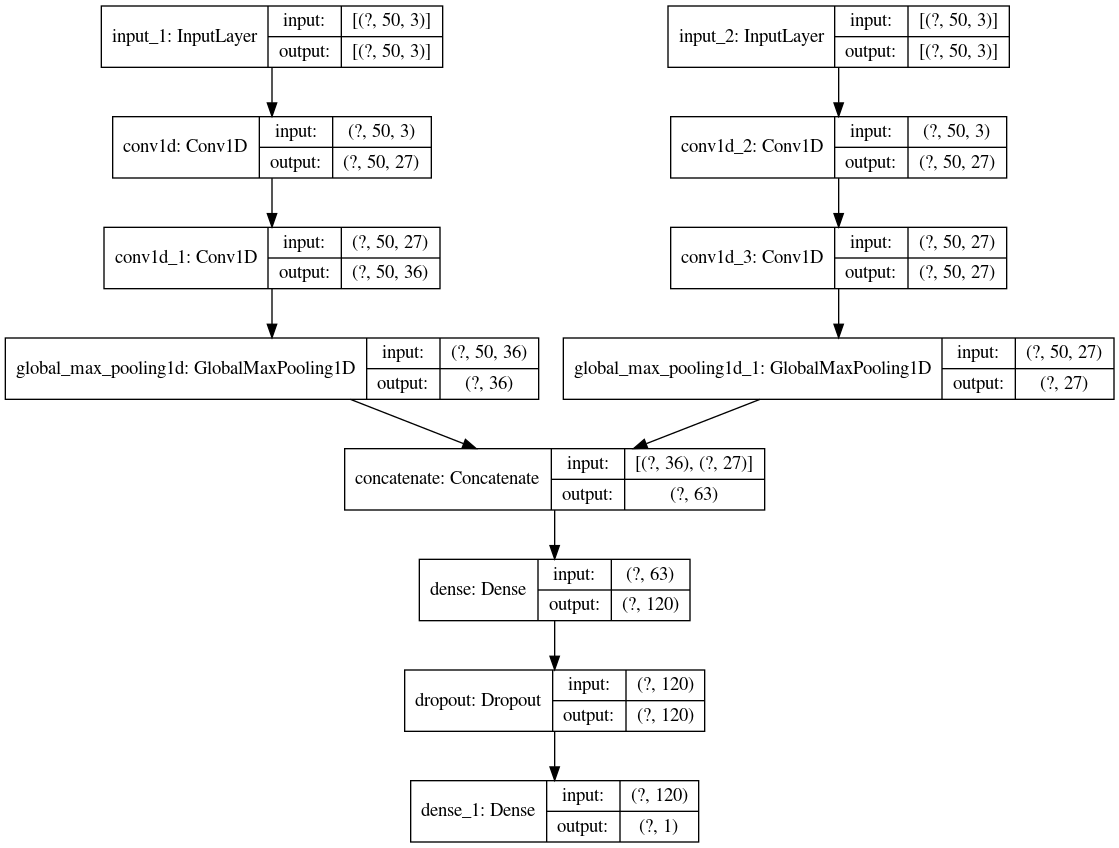 input_1: InputLayer
input: [(?, 50, 3)]
output: [(?, 50, 3)]
input_2: InputLayer
input: [(?, 50, 3)]
output: [(?, 50, 3)]
conv1d: Conv1D
input: (?, 50, 3)
output: (?, 50, 27)
conv1d_2: Conv1D
input: (?, 50, 3)
output: (?, 50, 27)
conv1d_1: Conv1D
input: (?, 50, 27)
output: (?, 50, 36)
conv1d_3: Conv1D
input: (?, 50, 27)
output: (?, 50, 27)
global_max_pooling1d: GlobalMaxPooling1D
input: (?, 50, 36)
output: (?, 36)
global_max_pooling1d_1: GlobalMaxPooling1D
input: (?, 50, 27)
output: (?, 27)
concatenate: Concatenate
input: [(?, 36), (?, 27)]
output: (?, 63)
dense: Dense
input: (?, 63)
output: (?, 120)
dropout: Dropout
input: (?, 120)
output: (?, 120)
dense_1: Dense
input: (?, 120)
output: (?, 1)